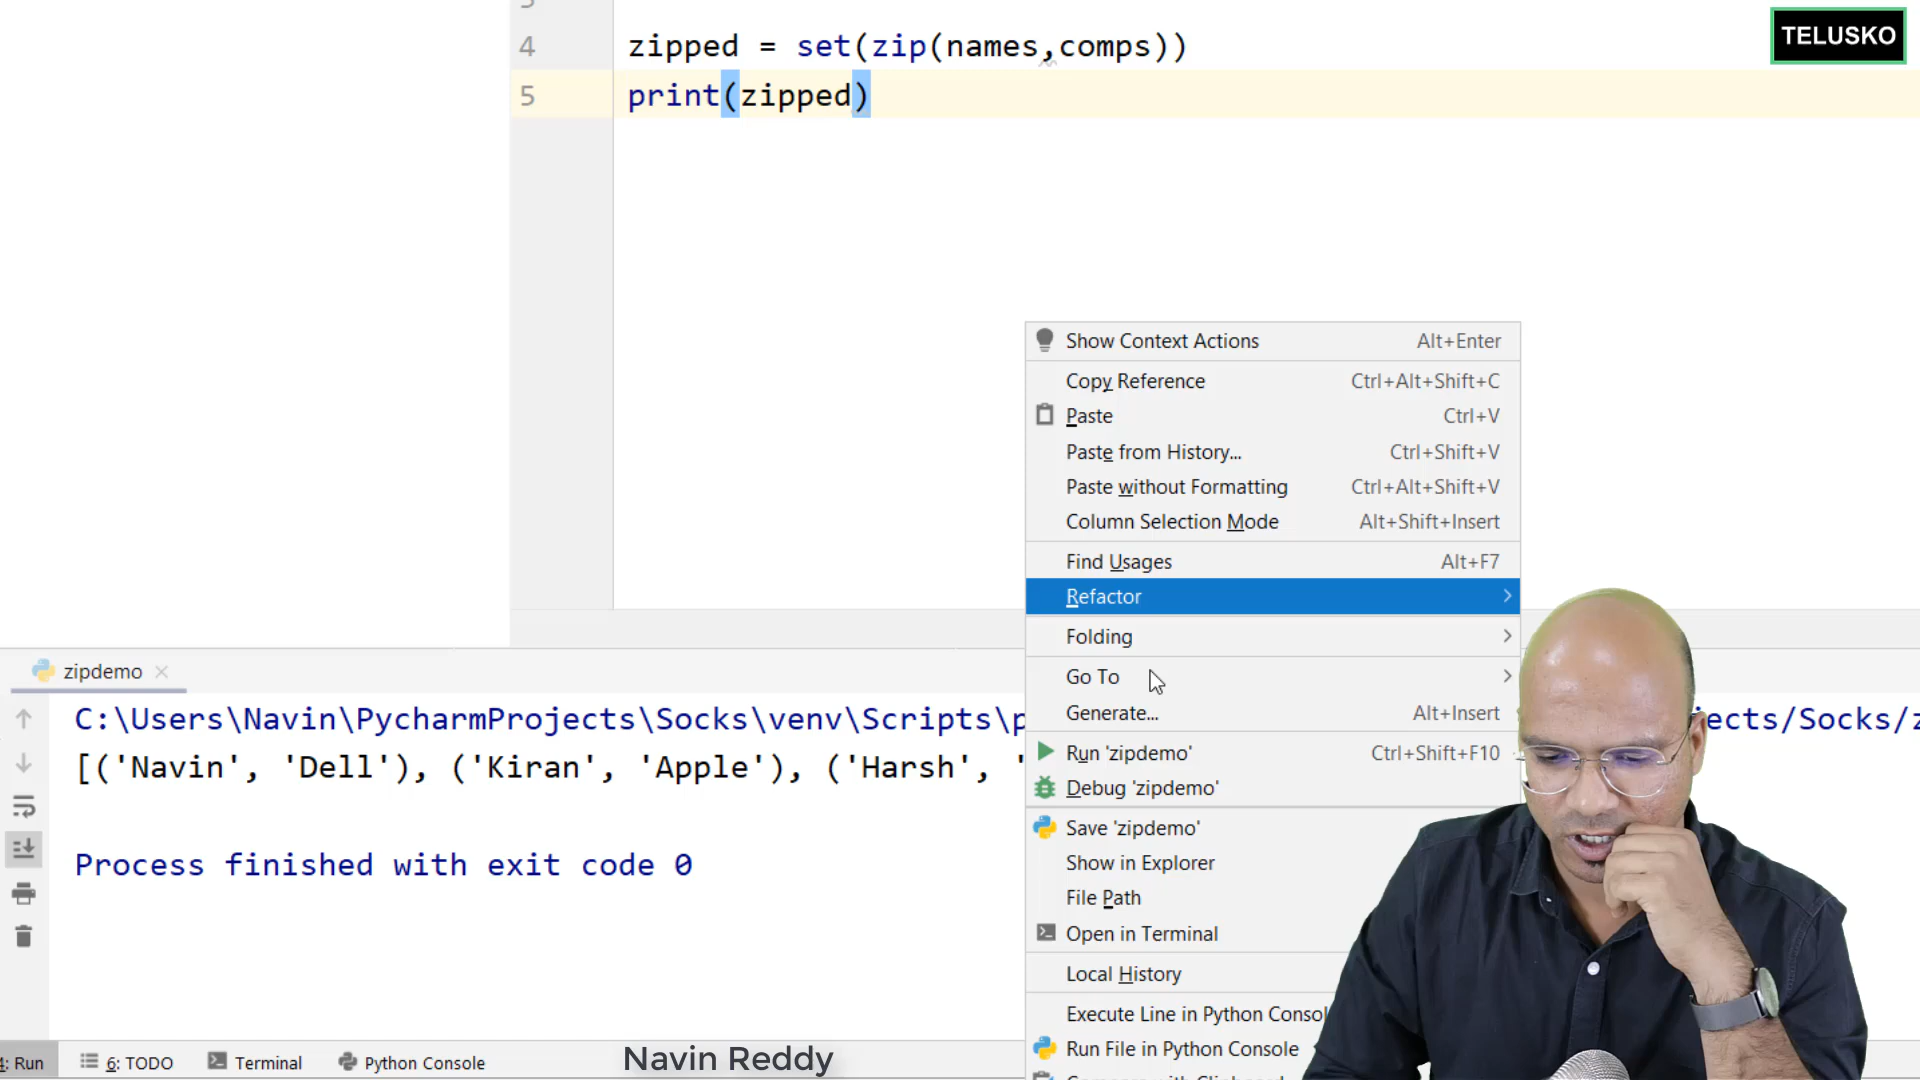 TELUSKO
3
4 zipped = set(zip(names,comps))
5 print(zipped)
Show Context Actions Alt+Enter
Copy Reference Ctrl+Alt+Shift+C
Paste Ctrl+V
Paste from History... Ctrl+Shift+V
Paste without Formatting Ctrl+Alt+Shift+V
Column Selection Mode Alt+Shift+Insert
Find Usages Alt+F7
Refactor
Folding
Go To
Generate... Alt+Insert
Run 'zipdemo' Ctrl+Shift+F10
Debug 'zipdemo'
Save 'zipdemo'
Show in Explorer
File Path
Open in Terminal
Local History
Execute Line in Python Consol
Run File in Python Console
zipdemo
C:\Users\Navin\PycharmProjects\Socks\venv\Scripts\p jects/Socks/z
[('Navin', 'Dell'), ('Kiran', 'Apple'), ('Harsh', '
Process finished with exit code 0
: Run 6: TODO Terminal Python Console
Navin Reddy